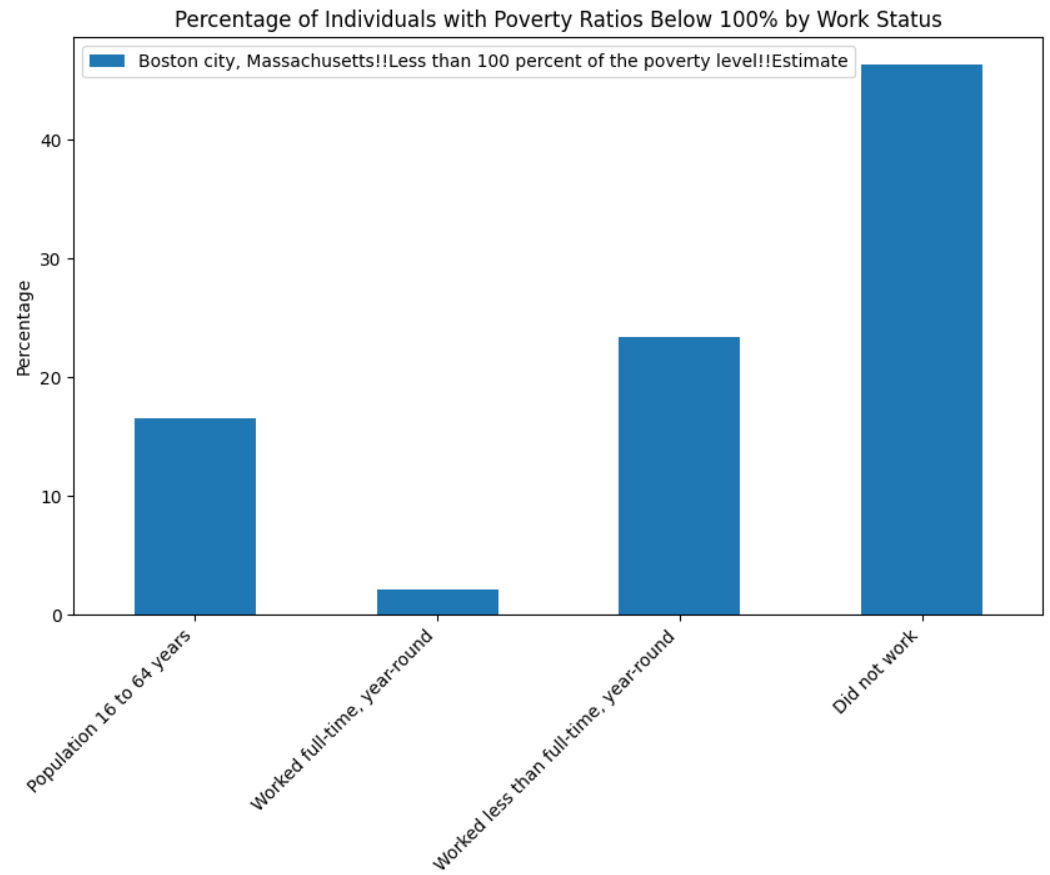 Percentage of Individuals with Poverty Ratios Below 100% by Work Status
Boston city, Massachusetts!!Less than 100 percent of the poverty level!!Estimate
Percentage
40
30
20
10
0
Population 16 to 64 years
Worked full-time, year-round
Worked less than full-time, year-round
Did not work